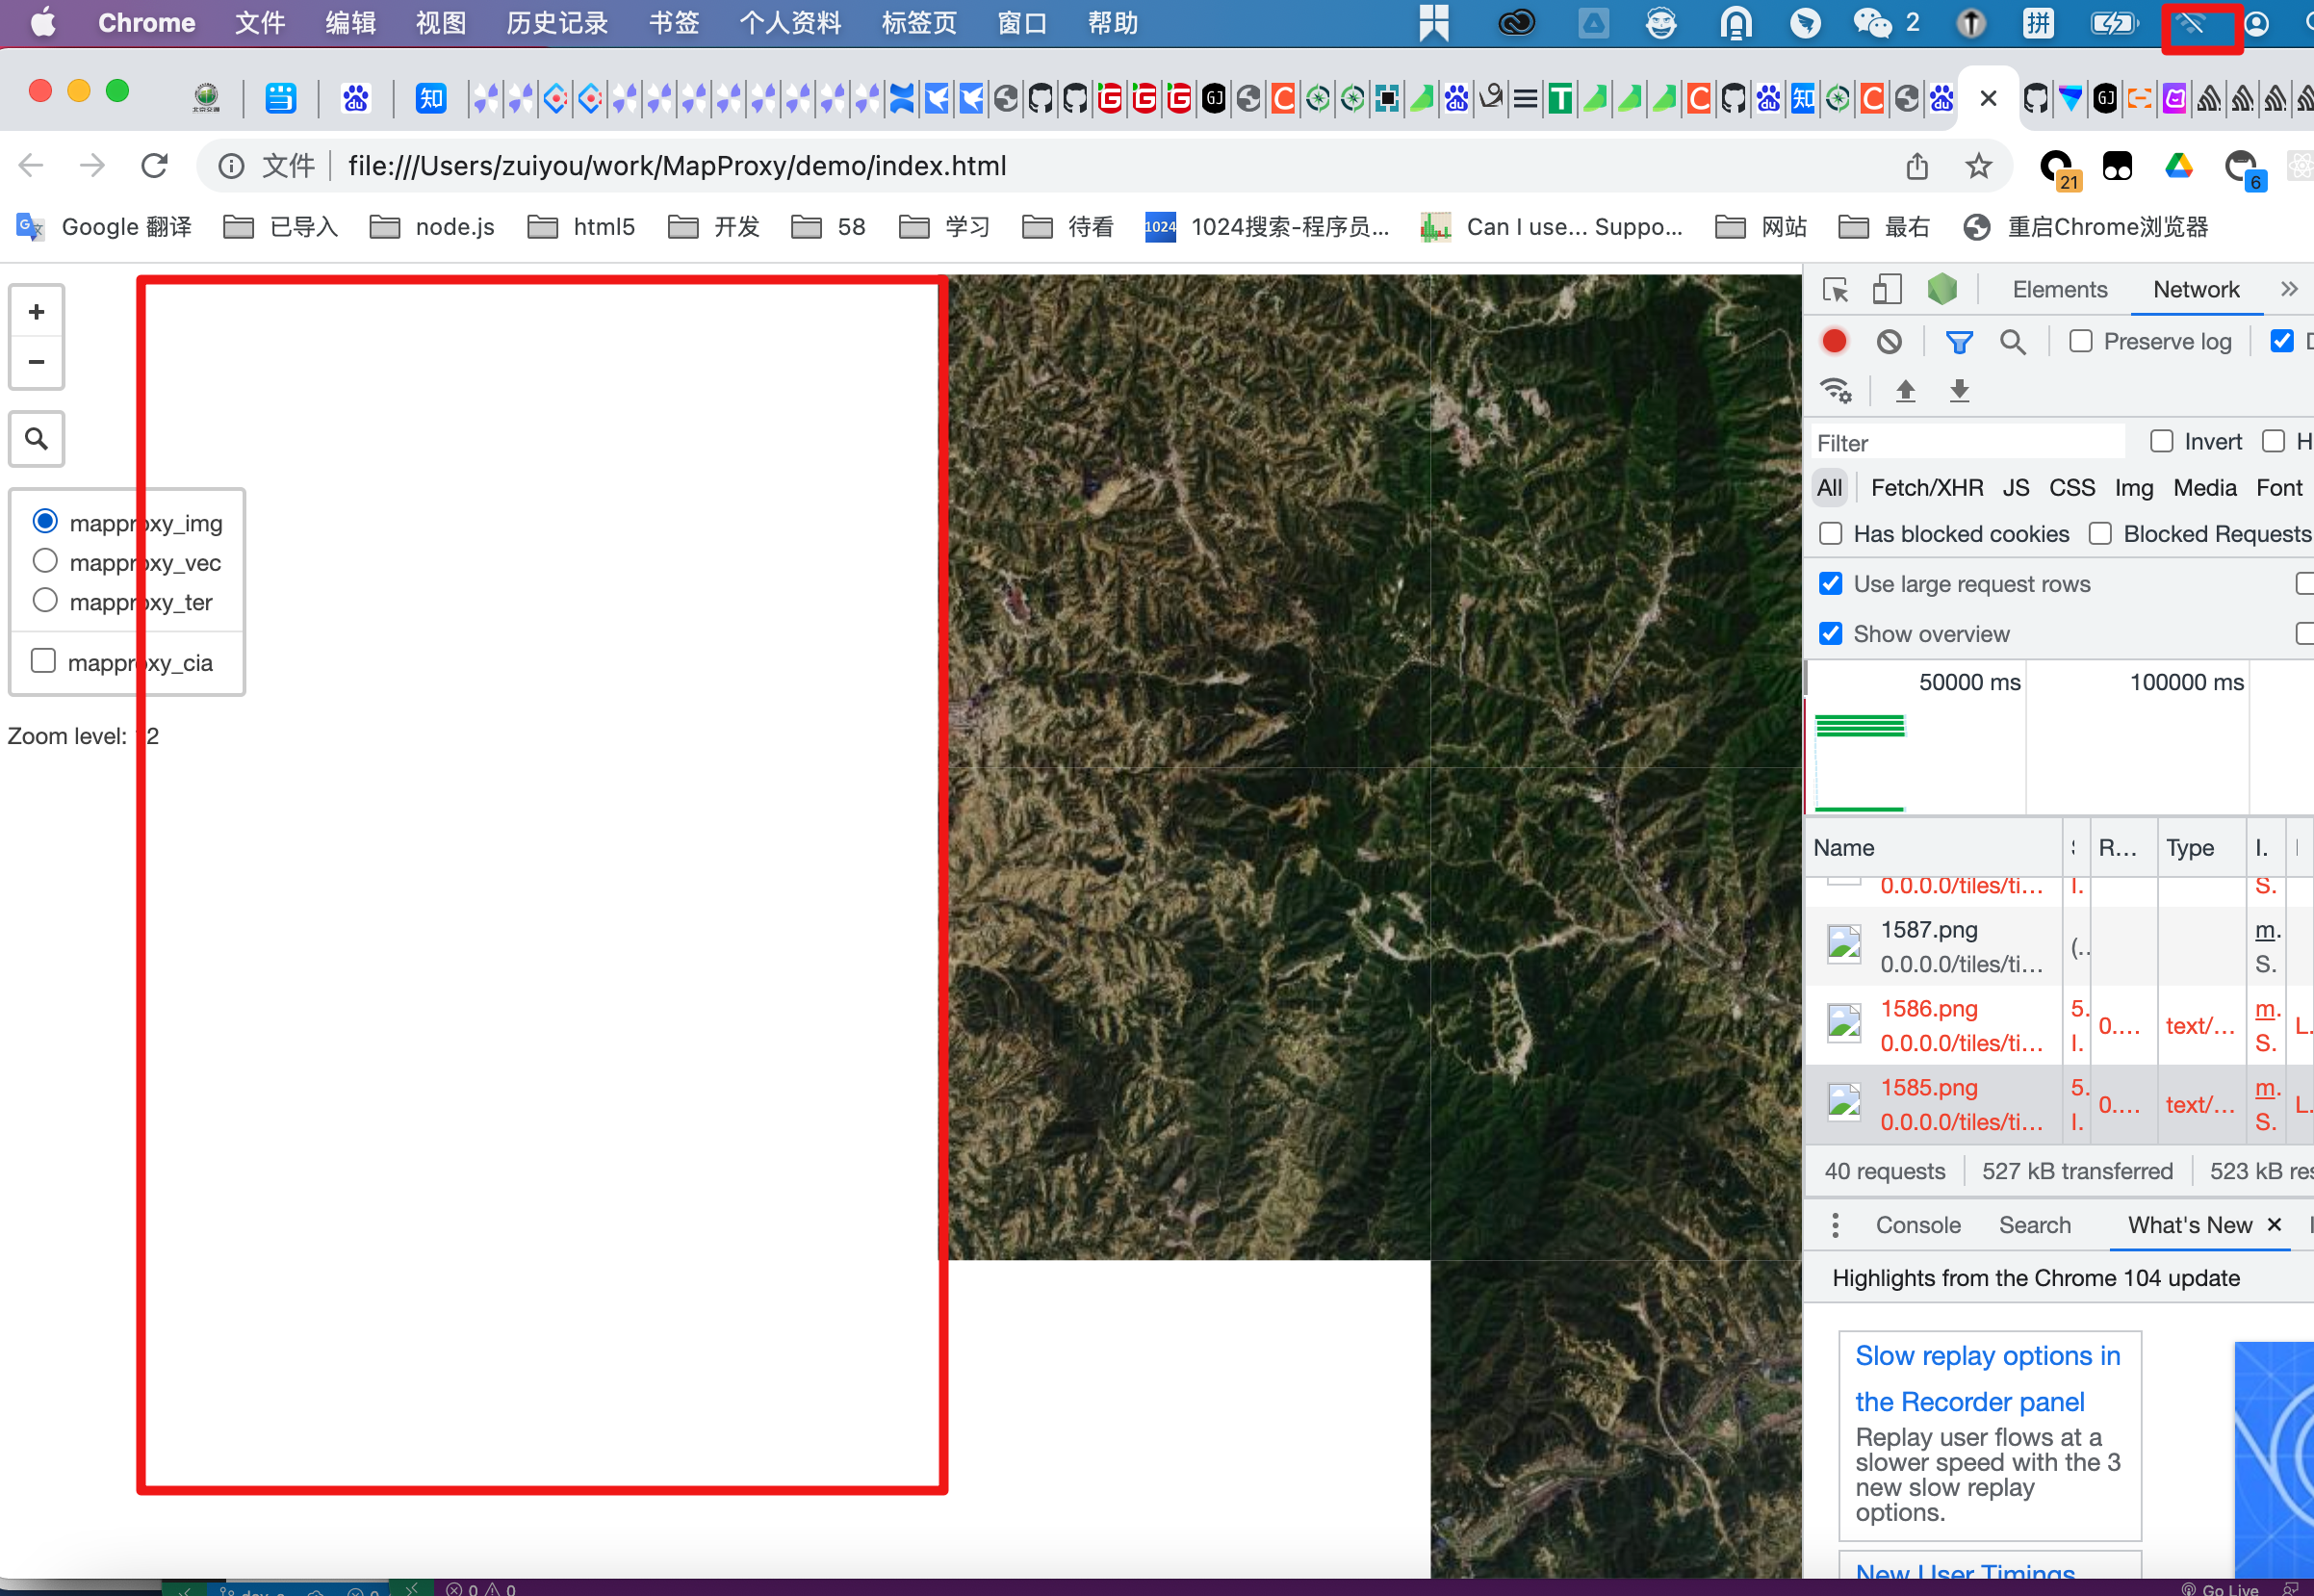 Chrome 文件 编辑 视图 历史记录 书签 个人资料 标签页 窗口 帮助 2 拼
知 GJ C T C 知 C GJ
文件 file:///Users/zuiyou/work/MapProxy/demo/index.html 21 6
Google 翻译 已导入 node.js html5 开发 58 学习 待看 1024 1024搜索-程序员... Can I use... Suppo... 网站 最右 重启Chrome浏览器
+
−
mapproxy_img
mapproxy_vec
mapproxy_ter
mapproxy_cia
Zoom level: 2
Elements Network »
Preserve log
Filter Invert H
All Fetch/XHR JS CSS Img Media Font
Has blocked cookies Blocked Requests
Use large request rows
Show overview
50000 ms 100000 ms
Name R... Type I.
0.0.0.0/tiles/ti... I. S.
1587.png m.
0.0.0.0/tiles/ti... (.. S.
1586.png 5. 0.... text/... m. L.
0.0.0.0/tiles/ti... I. S.
1585.png 5. 0.... text/... m. L.
0.0.0.0/tiles/ti... I. S.
40 requests 527 kB transferred 523 kB res
Console Search What's New ×
Highlights from the Chrome 104 update
Slow replay options in
the Recorder panel
Replay user flows at a
slower speed with the 3
new slow replay
options.
New User Timings
0 0 Go Live